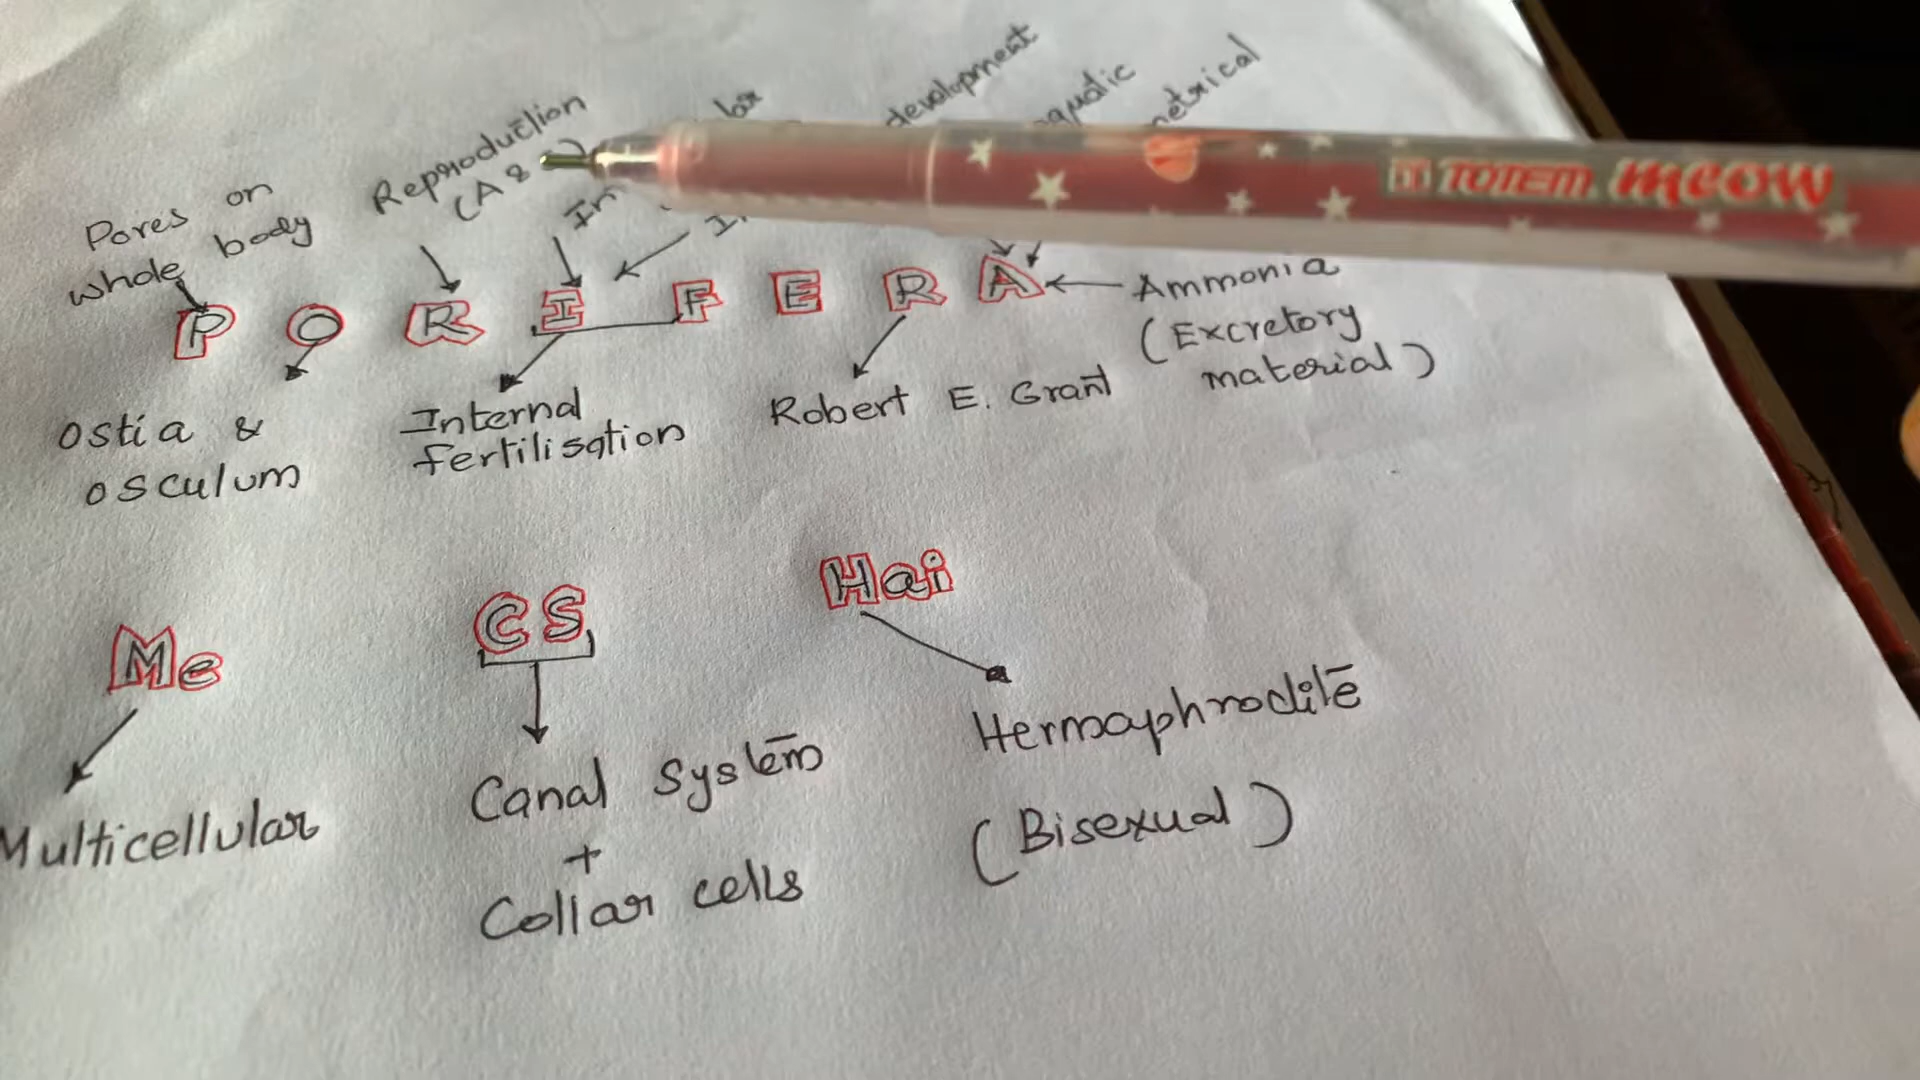 development
aquatic
Reproduction
(A &
Pores on
whole body
TOTEM MEOW
P O R I F E R A
Ammonia
(Excretory
material)
Ostia &
osculum
Internal
fertilisation
Robert E. Grant
Me CS Hai
Multicellular
Canal System
+
Collar cells
Hermaphrodite
(Bisexual)